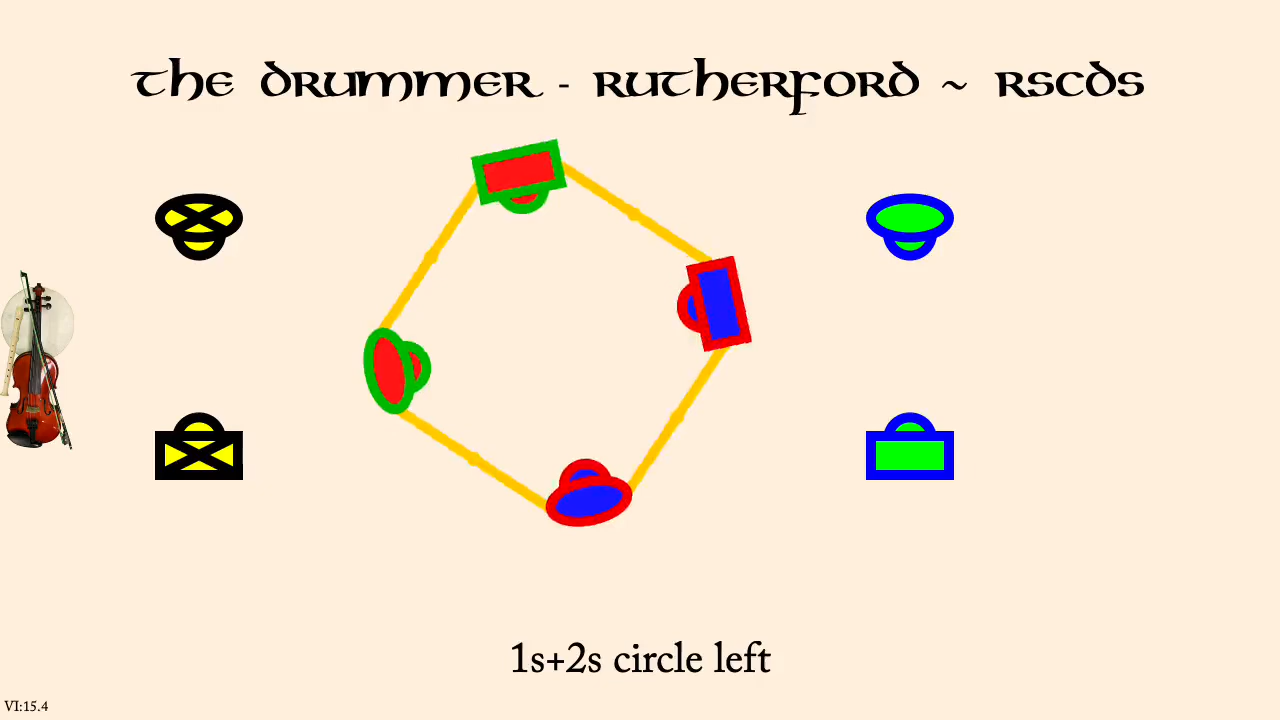 The Drummer - Rutherford ~ RSCDS
1s+2s circle left
VI:15.4